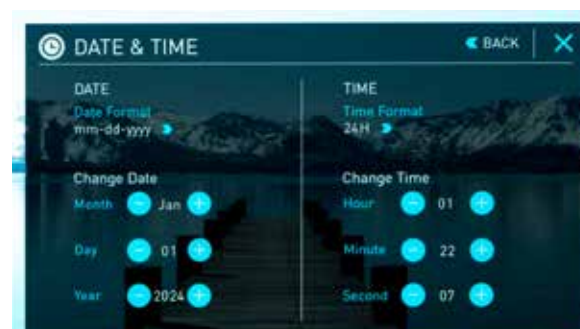 DATE & TIME
BACK
DATE
Date Format
mm-dd-yyyy
Change Date
Month - Jan +
Day - 01 +
Year - 2024 +
TIME
Time Format
24H
Change Time
Hour - 01 +
Minute - 22 +
Second - 07 +